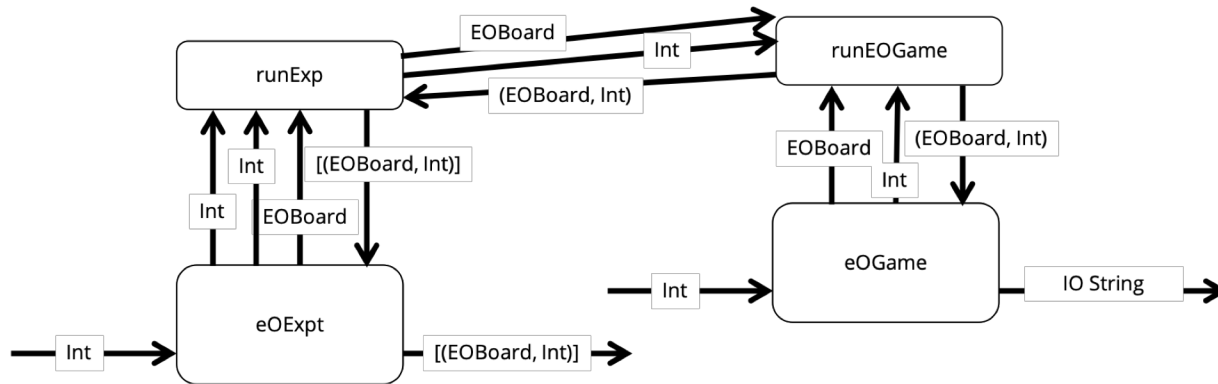 EOBoard
runExp
Int
runEOGame
(EOBoard, Int)
Int
[(EOBoard, Int)]
EOBoard
(EOBoard, Int)
Int
Int
EOBoard
eOGame
Int
IO String
eOExpt
Int
[(EOBoard, Int)]